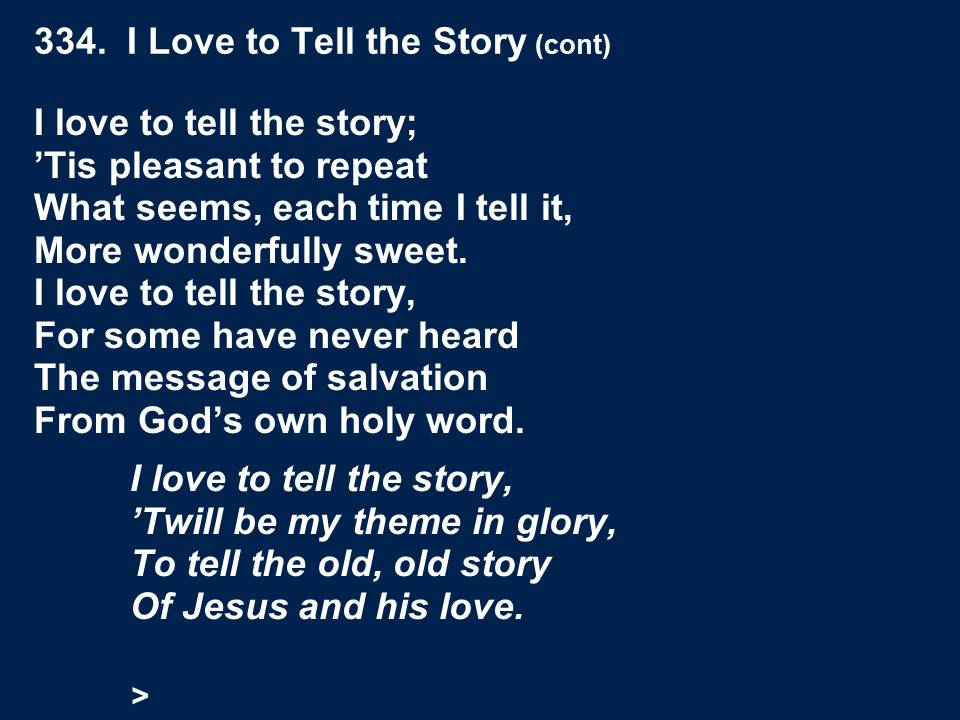 334.  I Love to Tell the Story (cont)
I love to tell the story;
’Tis pleasant to repeat
What seems, each time I tell it,
More wonderfully sweet.
I love to tell the story,
For some have never heard
The message of salvation
From God’s own holy word.
I love to tell the story,
’Twill be my theme in glory,
To tell the old, old story
Of Jesus and his love.
>